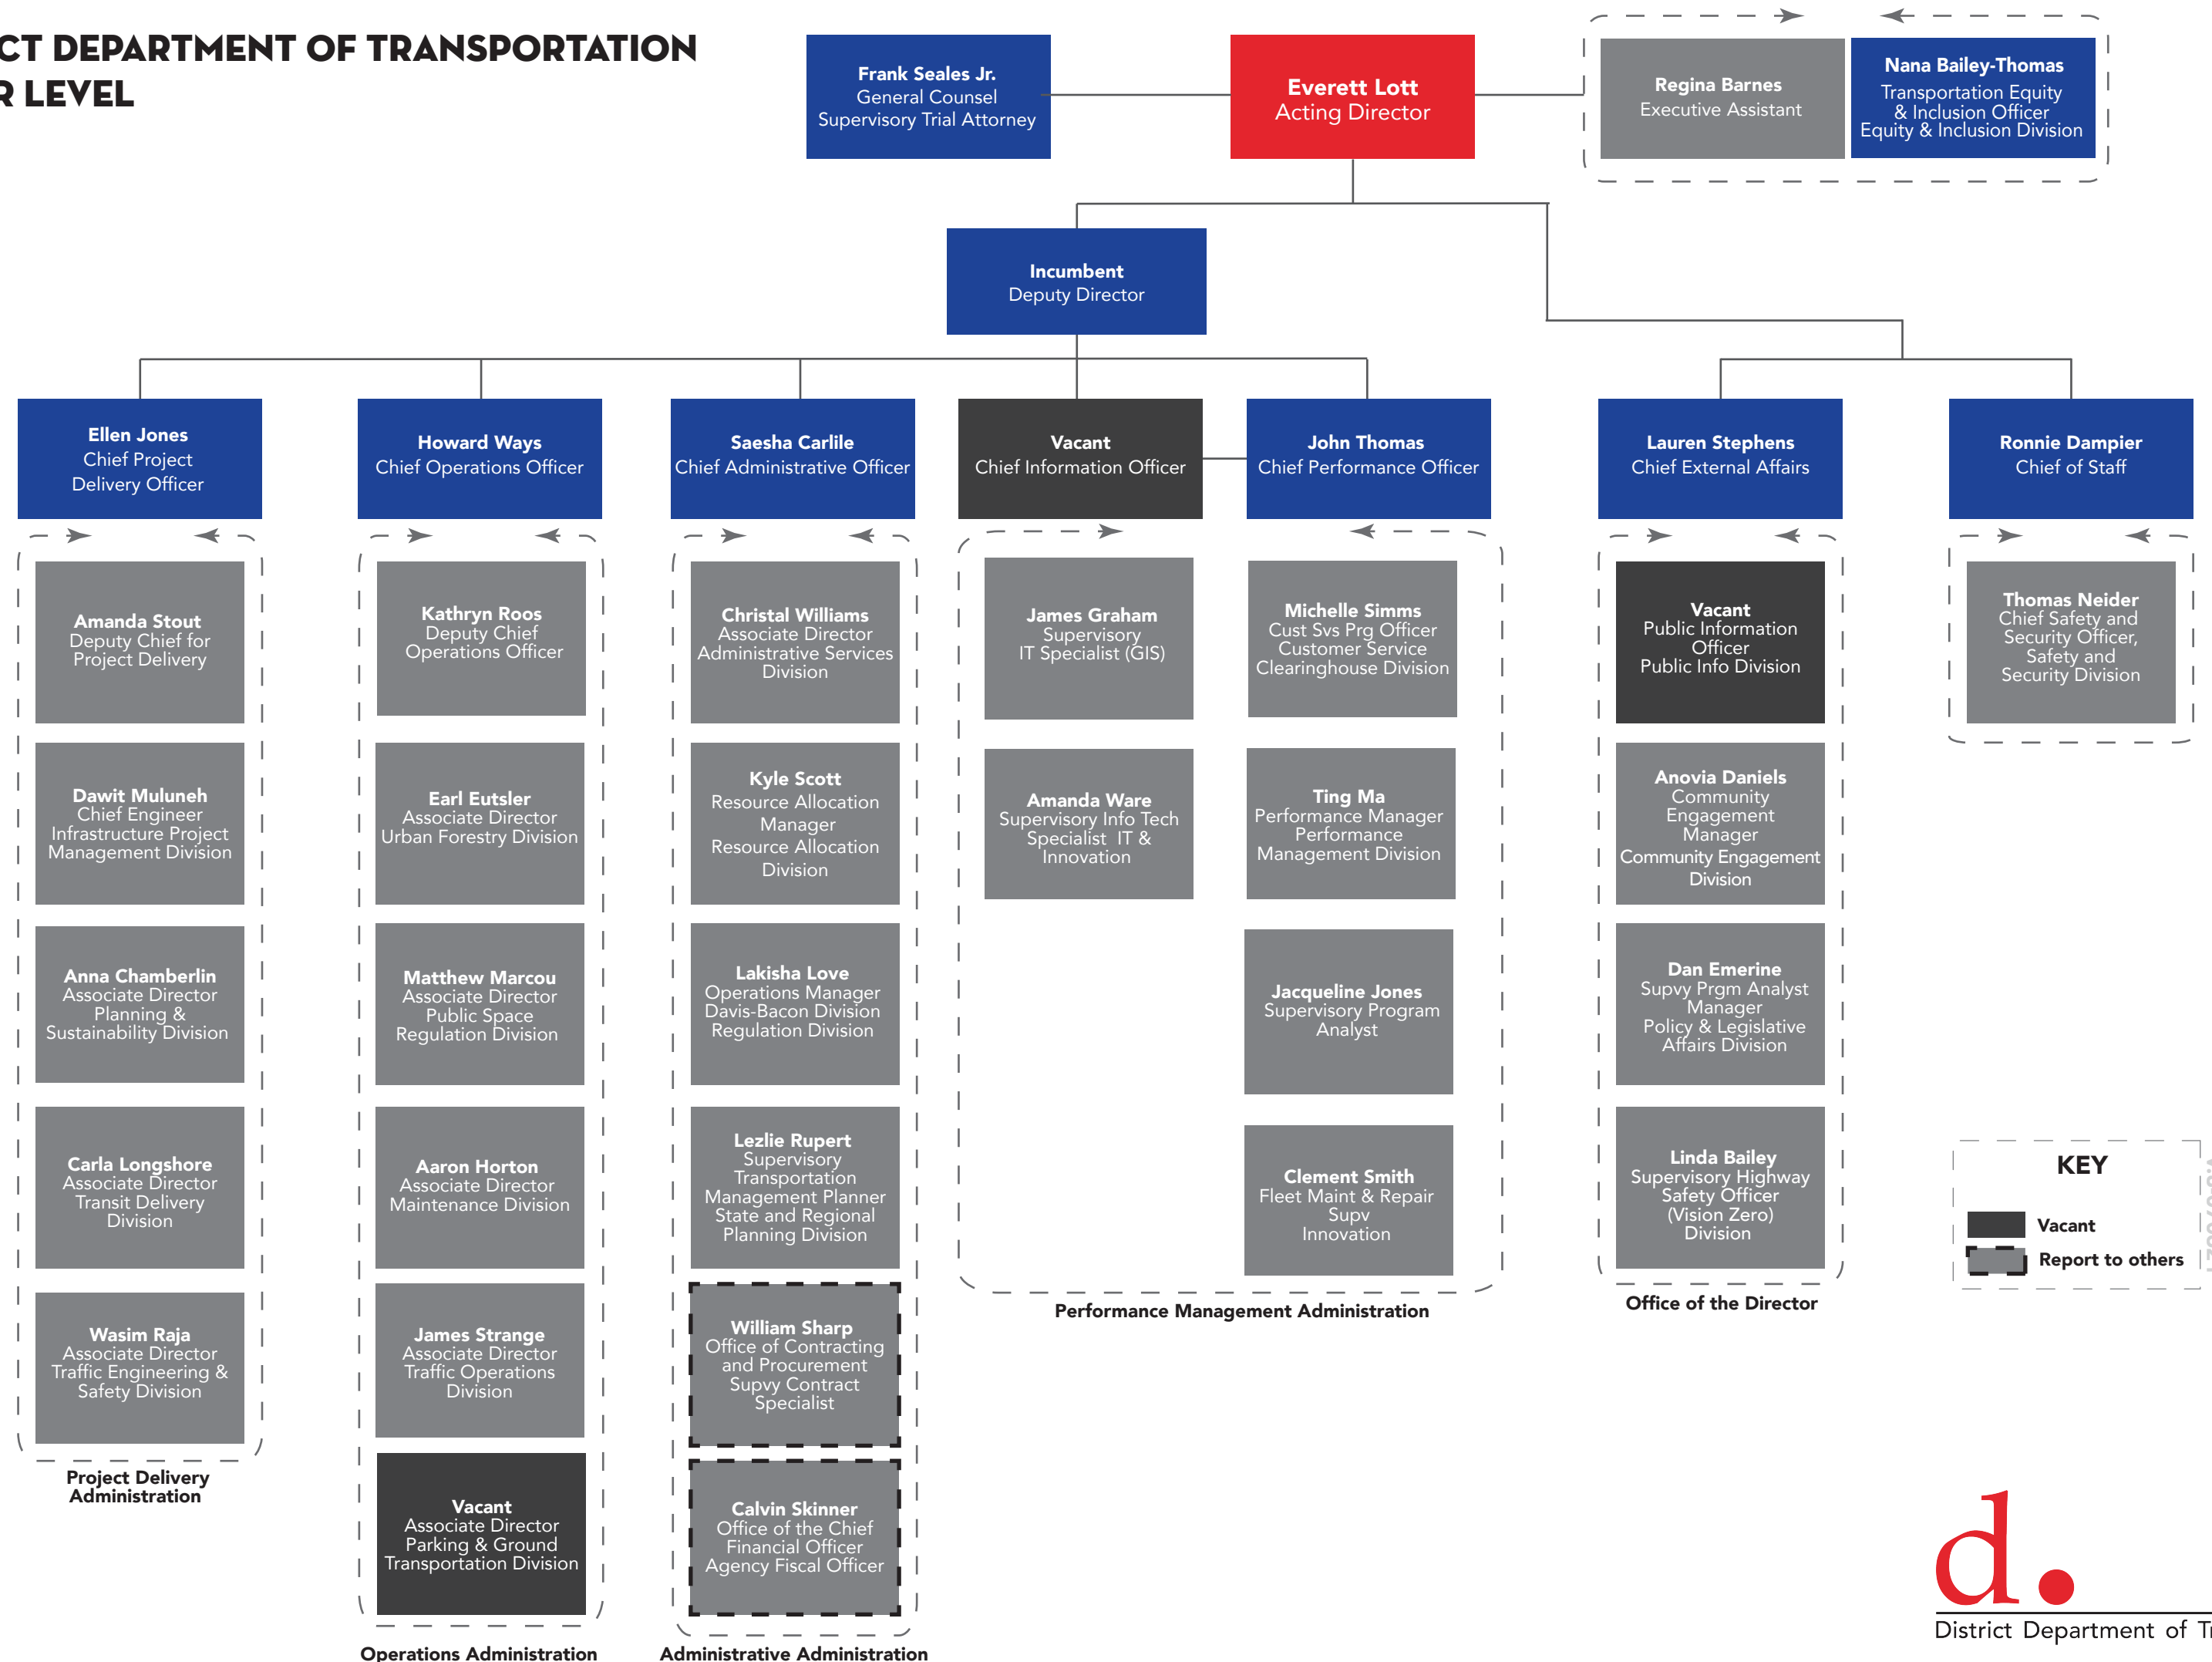 CT DEPARTMENT OF TRANSPORTATION
R LEVEL
Frank Seales Jr.
General Counsel
Supervisory Trial Attorney
Everett Lott
Acting Director
Regina Barnes
Executive Assistant
Nana Bailey-Thomas
Transportation Equity
& Inclusion Officer
Equity & Inclusion Division
Incumbent
Deputy Director
Ellen Jones
Chief Project
Delivery Officer
Howard Ways
Chief Operations Officer
Saesha Carlile
Chief Administrative Officer
Vacant
Chief Information Officer
John Thomas
Chief Performance Officer
Lauren Stephens
Chief External Affairs
Ronnie Dampier
Chief of Staff
Amanda Stout
Deputy Chief for
Project Delivery
Dawit Muluneh
Chief Engineer
Infrastructure Project
Management Division
Anna Chamberlin
Associate Director
Planning &
Sustainability Division
Carla Longshore
Associate Director
Transit Delivery
Division
Wasim Raja
Associate Director
Traffic Engineering &
Safety Division
Project Delivery
Administration
Kathryn Roos
Deputy Chief
Operations Officer
Earl Eutsler
Associate Director
Urban Forestry Division
Matthew Marcou
Associate Director
Public Space
Regulation Division
Aaron Horton
Associate Director
Maintenance Division
James Strange
Associate Director
Traffic Operations
Division
Vacant
Associate Director
Parking & Ground
Transportation Division
Operations Administration
Christal Williams
Associate Director
Administrative Services
Division
Kyle Scott
Resource Allocation
Manager
Resource Allocation
Division
Lakisha Love
Operations Manager
Davis-Bacon Division
Regulation Division
Lezlie Rupert
Supervisory
Transportation
Management Planner
State and Regional
Planning Division
William Sharp
Office of Contracting
and Procurement
Supvy Contract
Specialist
Calvin Skinner
Office of the Chief
Financial Officer
Agency Fiscal Officer
Administrative Administration
James Graham
Supervisory
IT Specialist (GIS)
Amanda Ware
Supervisory Info Tech
Specialist IT &
Innovation
Michelle Simms
Cust Svs Prg Officer
Customer Service
Clearinghouse Division
Ting Ma
Performance Manager
Performance
Management Division
Jacqueline Jones
Supervisory Program
Analyst
Clement Smith
Fleet Maint & Repair
Supv
Innovation
Performance Management Administration
Vacant
Public Information
Officer
Public Info Division
Anovia Daniels
Community
Engagement
Manager
Community Engagement
Division
Dan Emerine
Supvy Prgm Analyst
Manager
Policy & Legislative
Affairs Division
Linda Bailey
Supervisory Highway
Safety Officer
(Vision Zero)
Division
Office of the Director
Thomas Neider
Chief Safety and
Security Officer,
Safety and
Security Division
KEY
Vacant
Report to others
d.
District Department of T